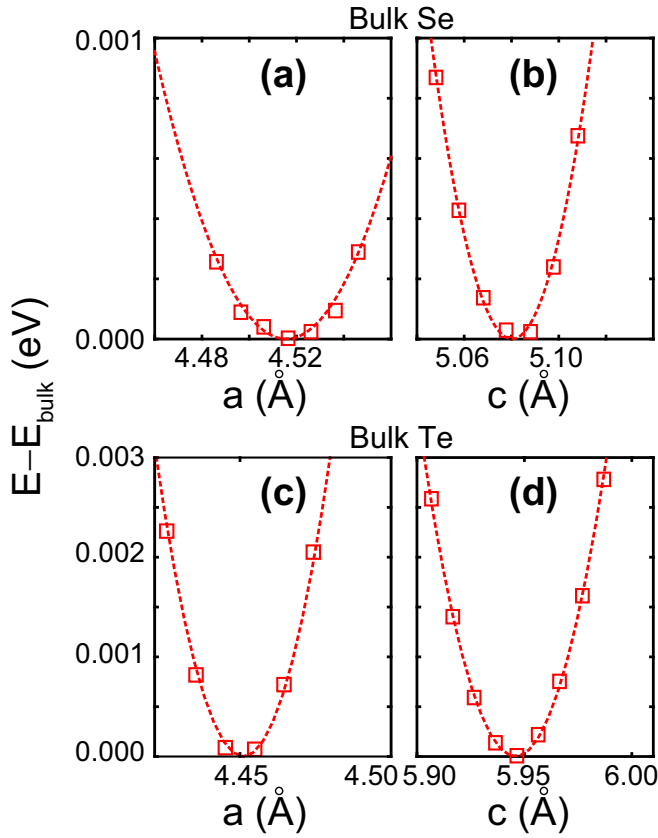 Bulk Se
0.001
(a)
(b)
0.000
4.48
4.52
5.06
5.10
a (Å)
c (Å)
E−E_bulk (eV)
Bulk Te
0.003
(c)
(d)
0.002
0.001
0.000
4.45
4.50
5.90
5.95
6.00
a (Å)
c (Å)